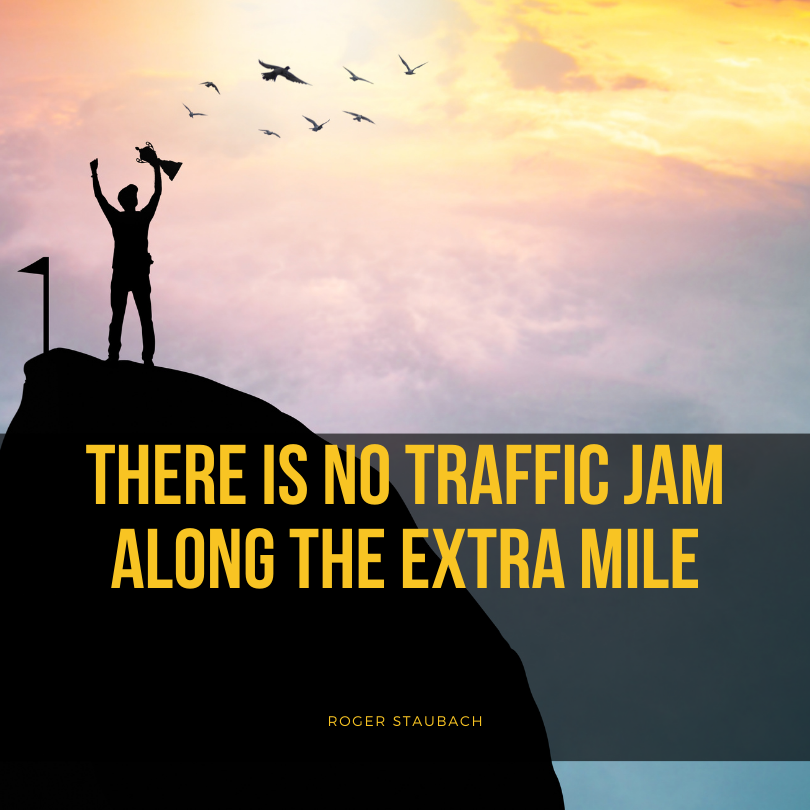 THERE IS NO TRAFFIC JAM
ALONG THE EXTRA MILE
ROGER STAUBACH